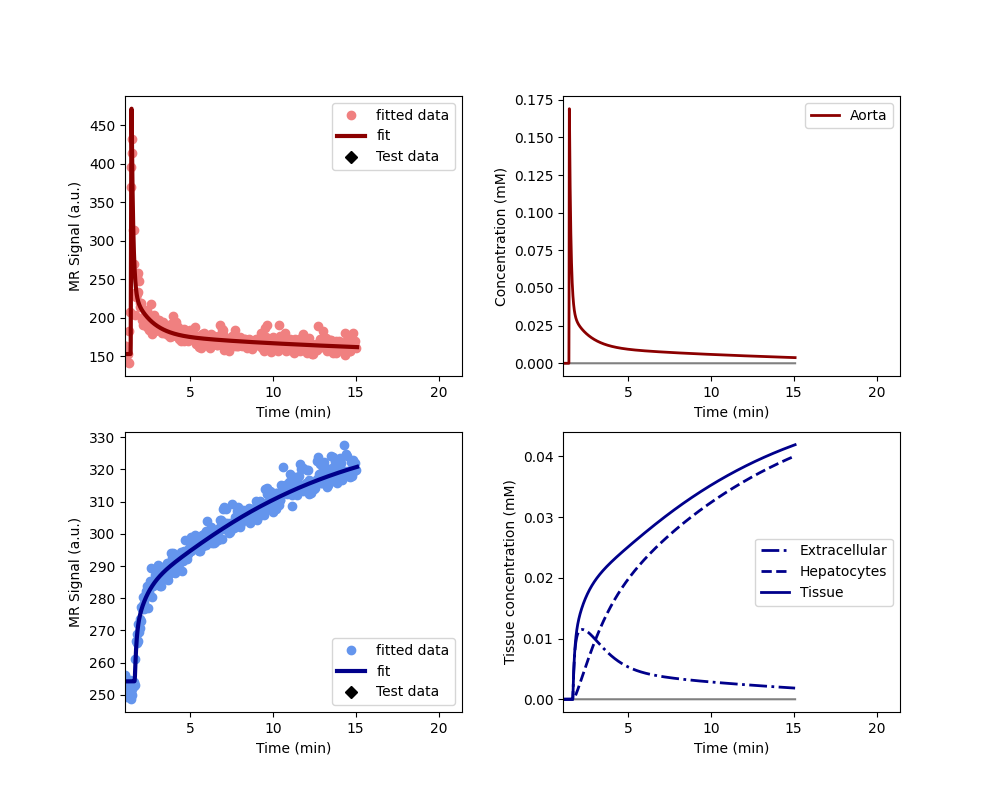 MR Signal (a.u.)
450
400
350
300
250
200
150
5
10
15
20
Time (min)
fitted data
fit
Test data
Concentration (mM)
0.175
0.150
0.125
0.100
0.075
0.050
0.025
0.000
5
10
15
20
Time (min)
Aorta
MR Signal (a.u.)
330
320
310
300
290
280
270
260
250
5
10
15
20
Time (min)
fitted data
fit
Test data
Tissue concentration (mM)
0.04
0.03
0.02
0.01
0.00
5
10
15
20
Time (min)
Extracellular
Hepatocytes
Tissue